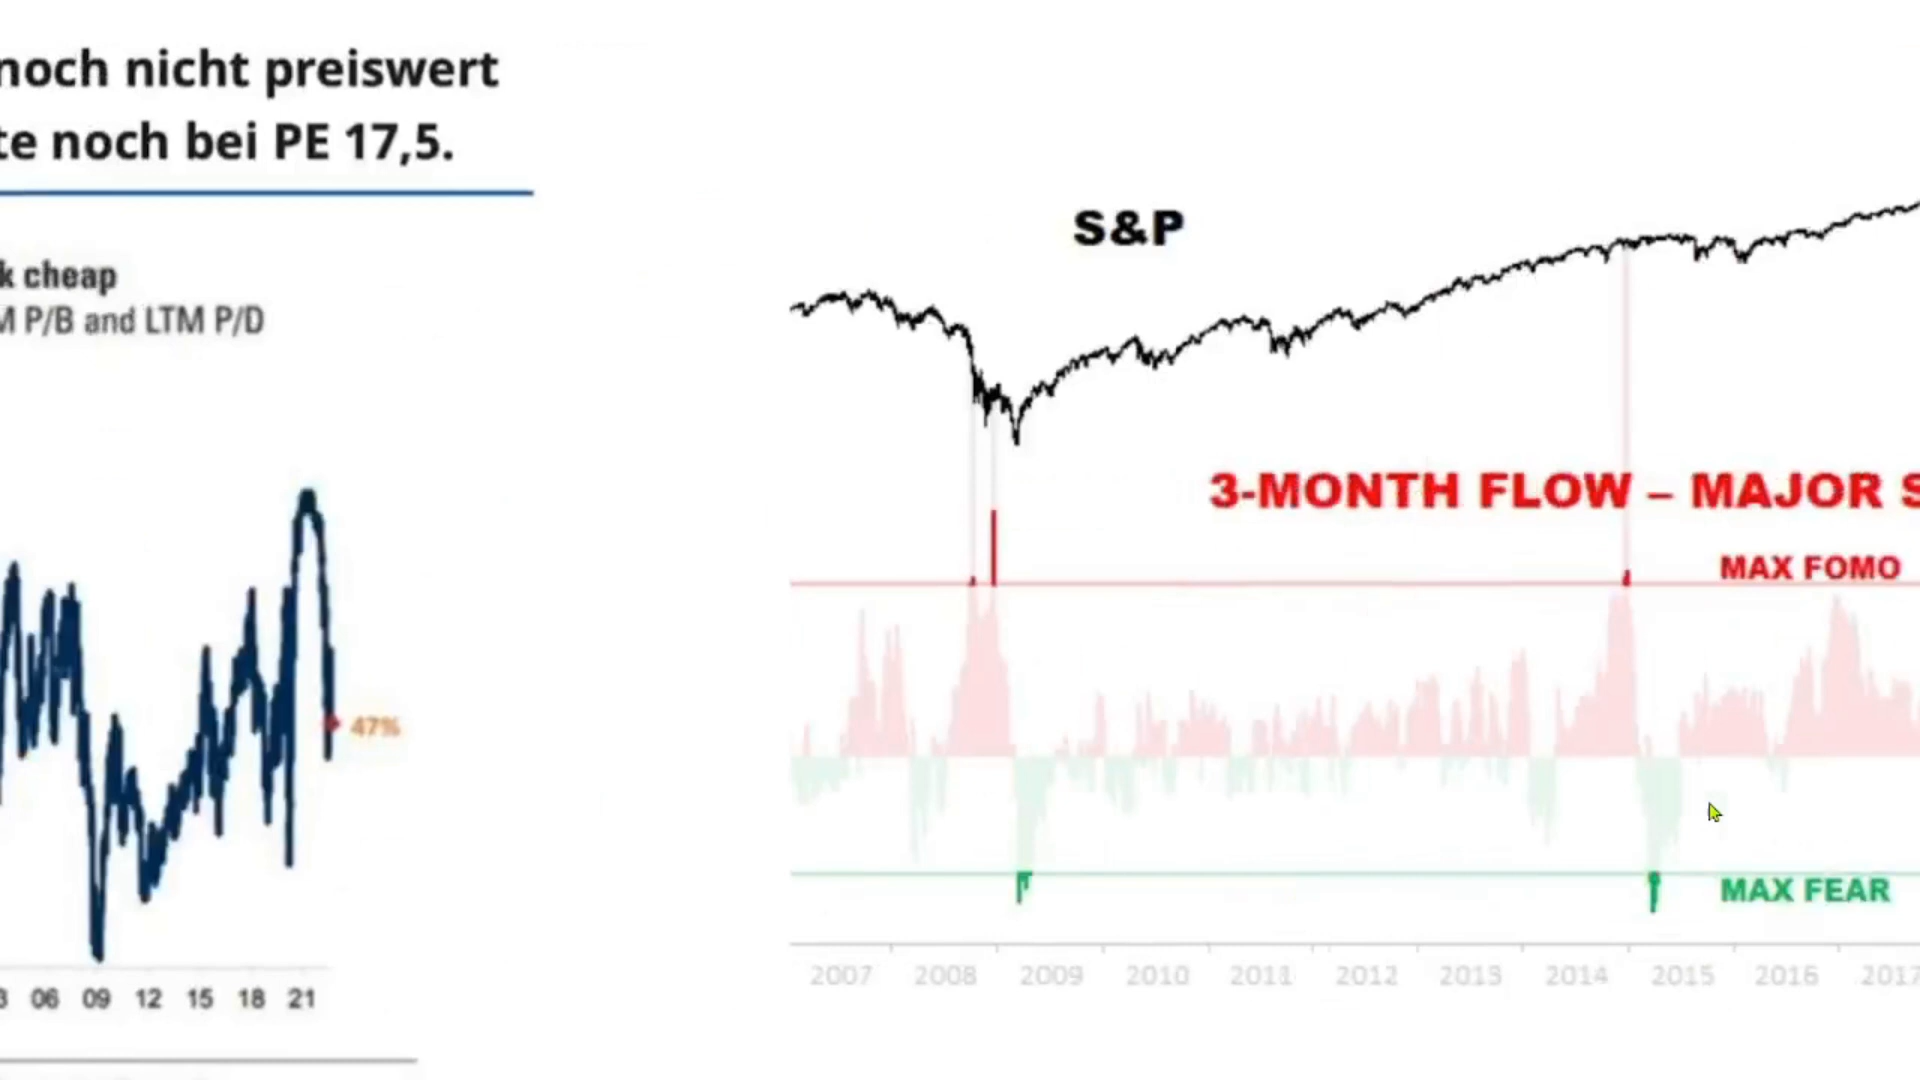 noch nicht preiswert
te noch bei PE 17,5.
k cheap
M P/B and LTM P/D
47%
06 09 12 15 18 21
S&P
3-MONTH FLOW – MAJOR S
MAX FOMO
MAX FEAR
2007 2008 2009 2010 2011 2012 2013 2014 2015 2016 2017